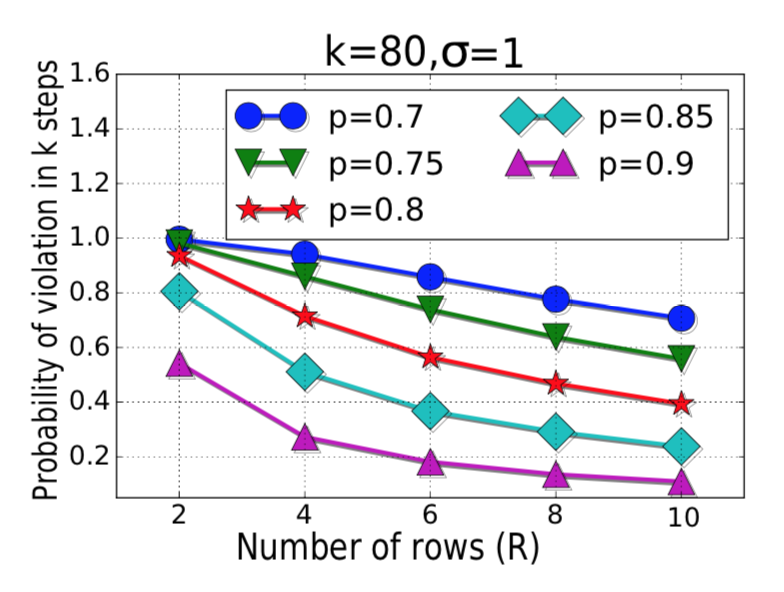 k=80,σ=1
Probability of violation in k steps
1.6
1.4
1.2
1.0
0.8
0.6
0.4
0.2
p=0.7
p=0.75
p=0.8
p=0.85
p=0.9
2 4 6 8 10
Number of rows (R)